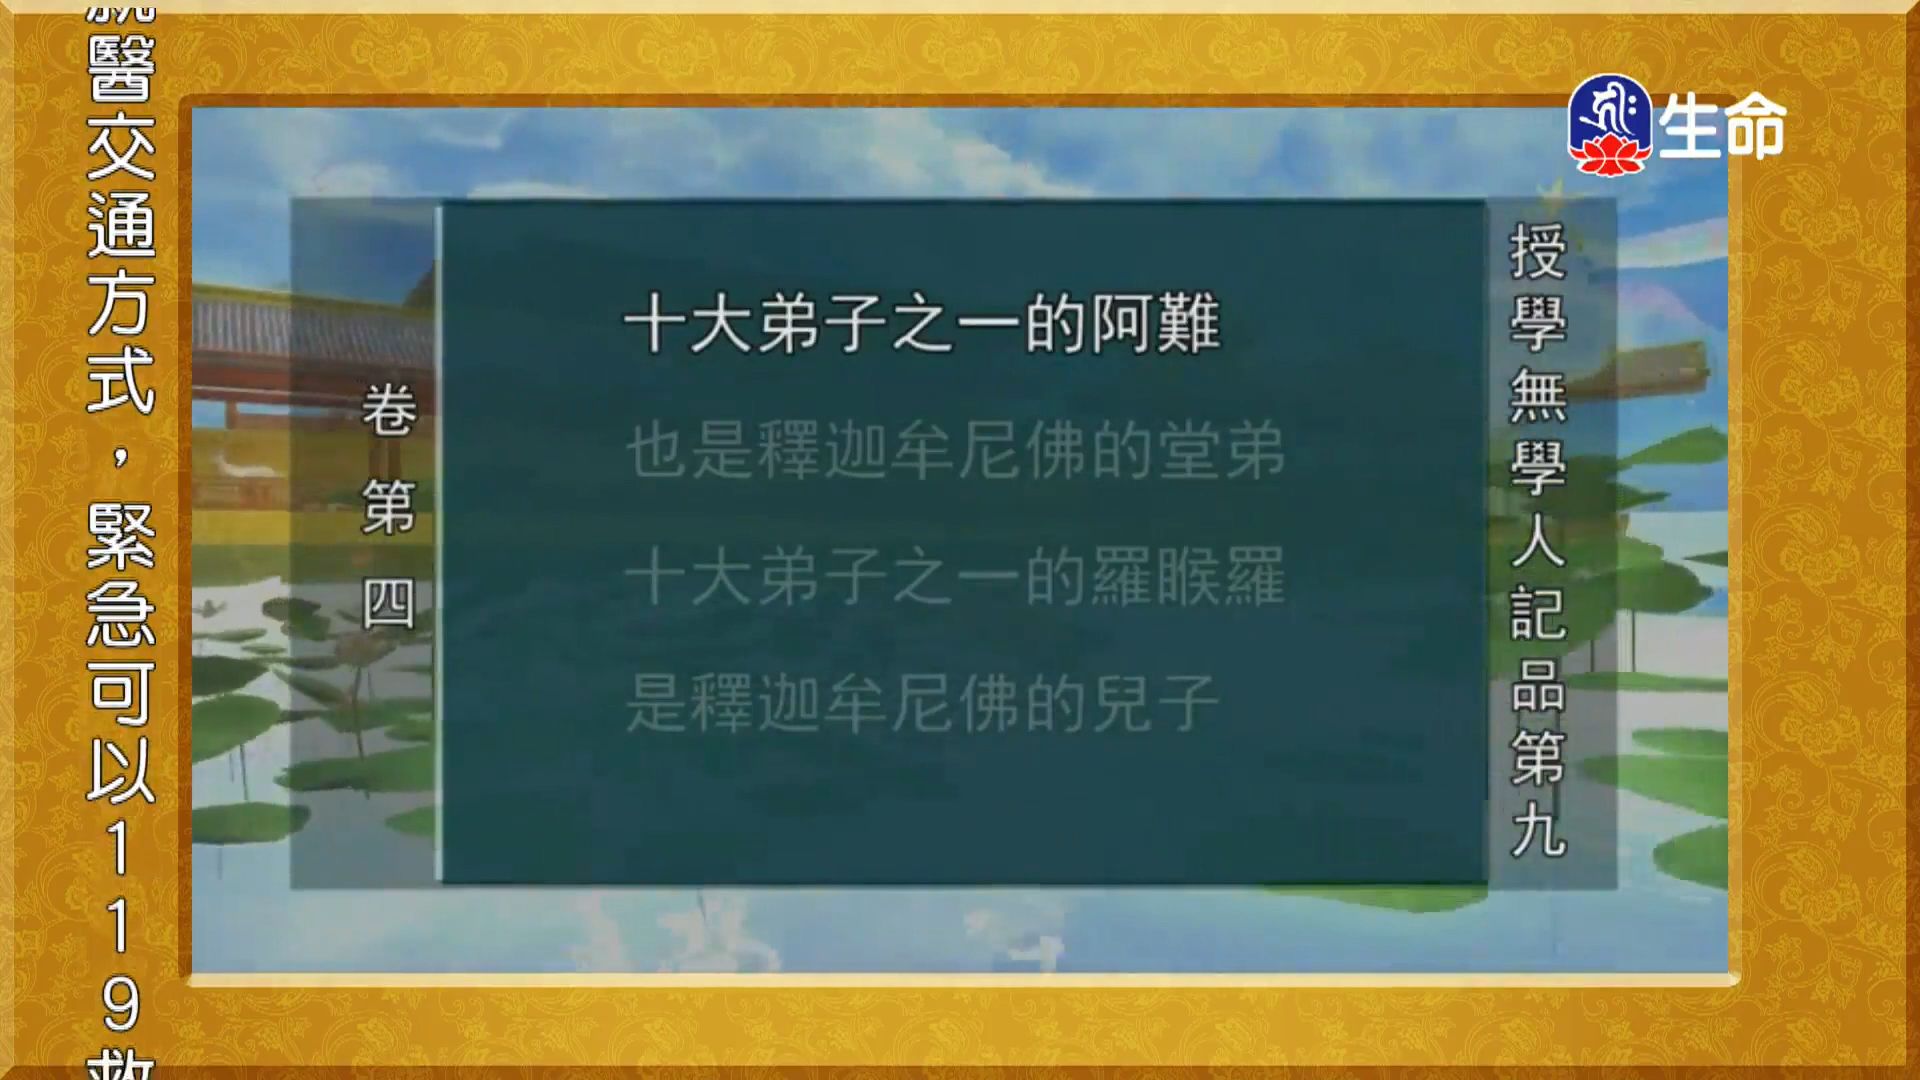 生命
授學無學人記品第九
十大弟子之一的阿難
也是釋迦牟尼佛的堂弟
十大弟子之一的羅睺羅
是釋迦牟尼佛的兒子
卷第四
就醫交通方式，緊急可以119救